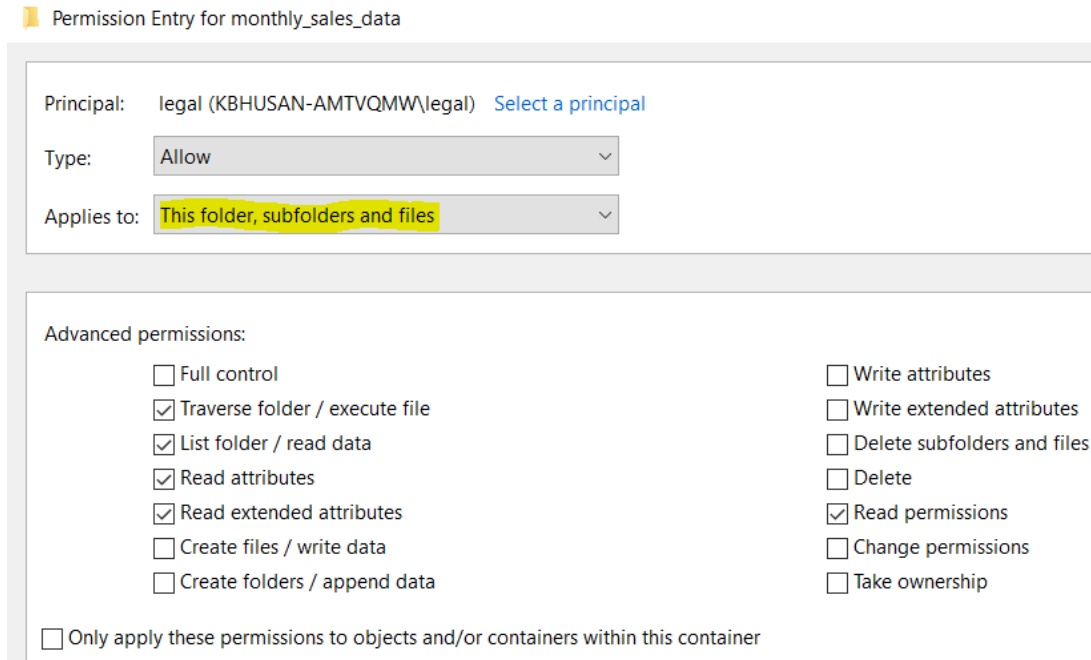 Permission Entry for monthly_sales_data
Principal: legal (KBHUSAN-AMTVQMW\legal) Select a principal
Type: Allow
Applies to: This folder, subfolders and files
Advanced permissions:
Full control
Traverse folder / execute file
List folder / read data
Read attributes
Read extended attributes
Create files / write data
Create folders / append data
Write attributes
Write extended attributes
Delete subfolders and files
Delete
Read permissions
Change permissions
Take ownership
Only apply these permissions to objects and/or containers within this container